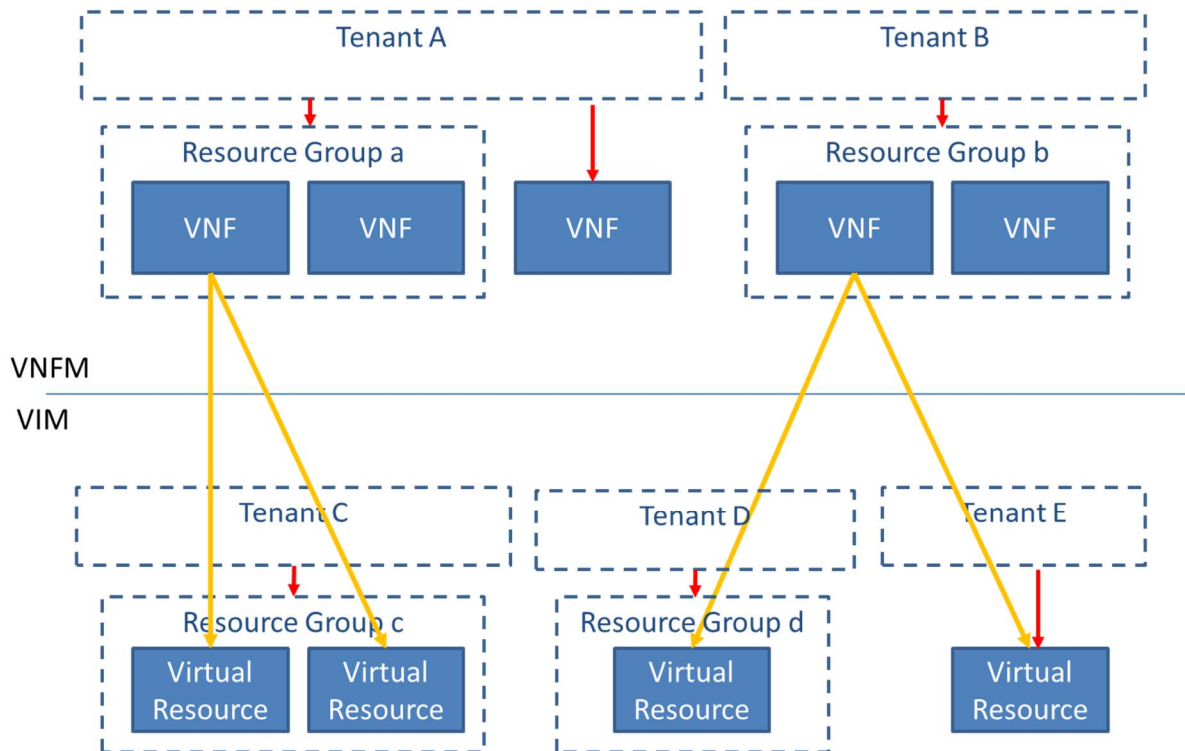 Tenant A
Tenant B
Resource Group a
Resource Group b
VNF
VNF
VNF
VNF
VNF
VNFM
VIM
Tenant C
Tenant D
Tenant E
Resource Group c
Resource Group d
Virtual
Resource
Virtual
Resource
Virtual
Resource
Virtual
Resource